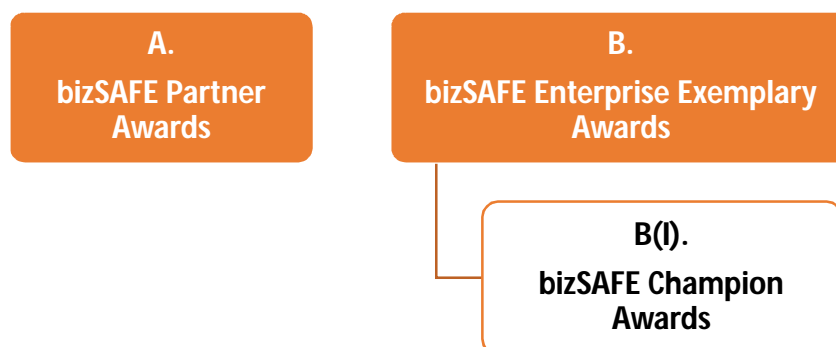 A.
bizSAFE Partner
Awards
B.
bizSAFE Enterprise Exemplary
Awards
B(I).
bizSAFE Champion
Awards